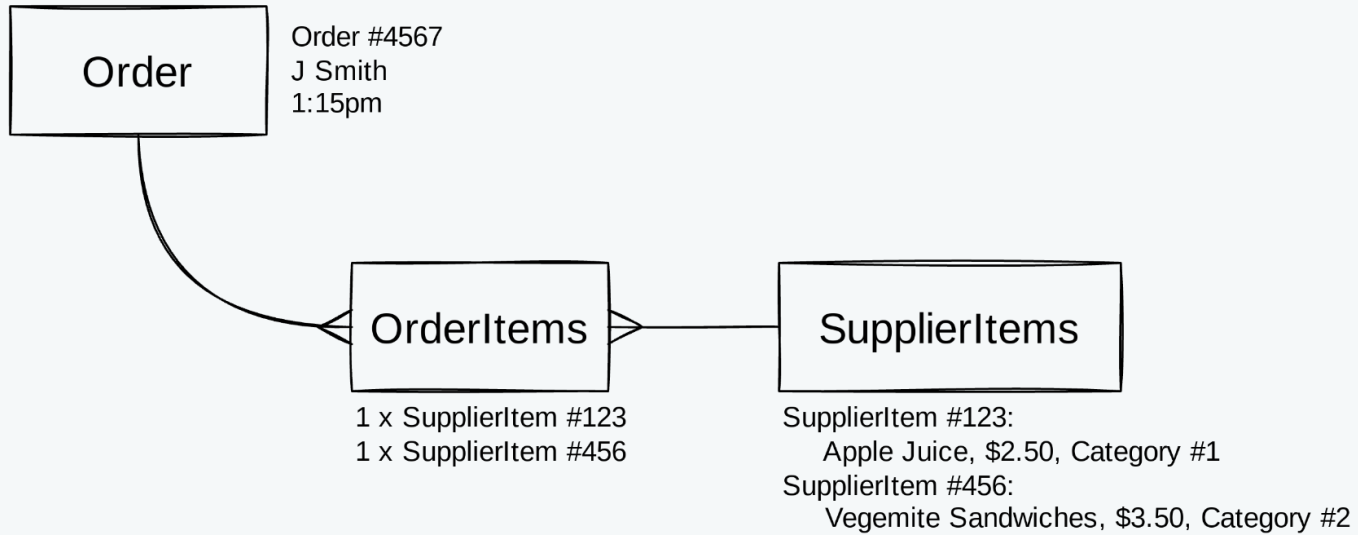 Order
Order #4567
J Smith
1:15pm
OrderItems
1 x SupplierItem #123
1 x SupplierItem #456
SupplierItems
SupplierItem #123:
Apple Juice, $2.50, Category #1
SupplierItem #456:
Vegemite Sandwiches, $3.50, Category #2